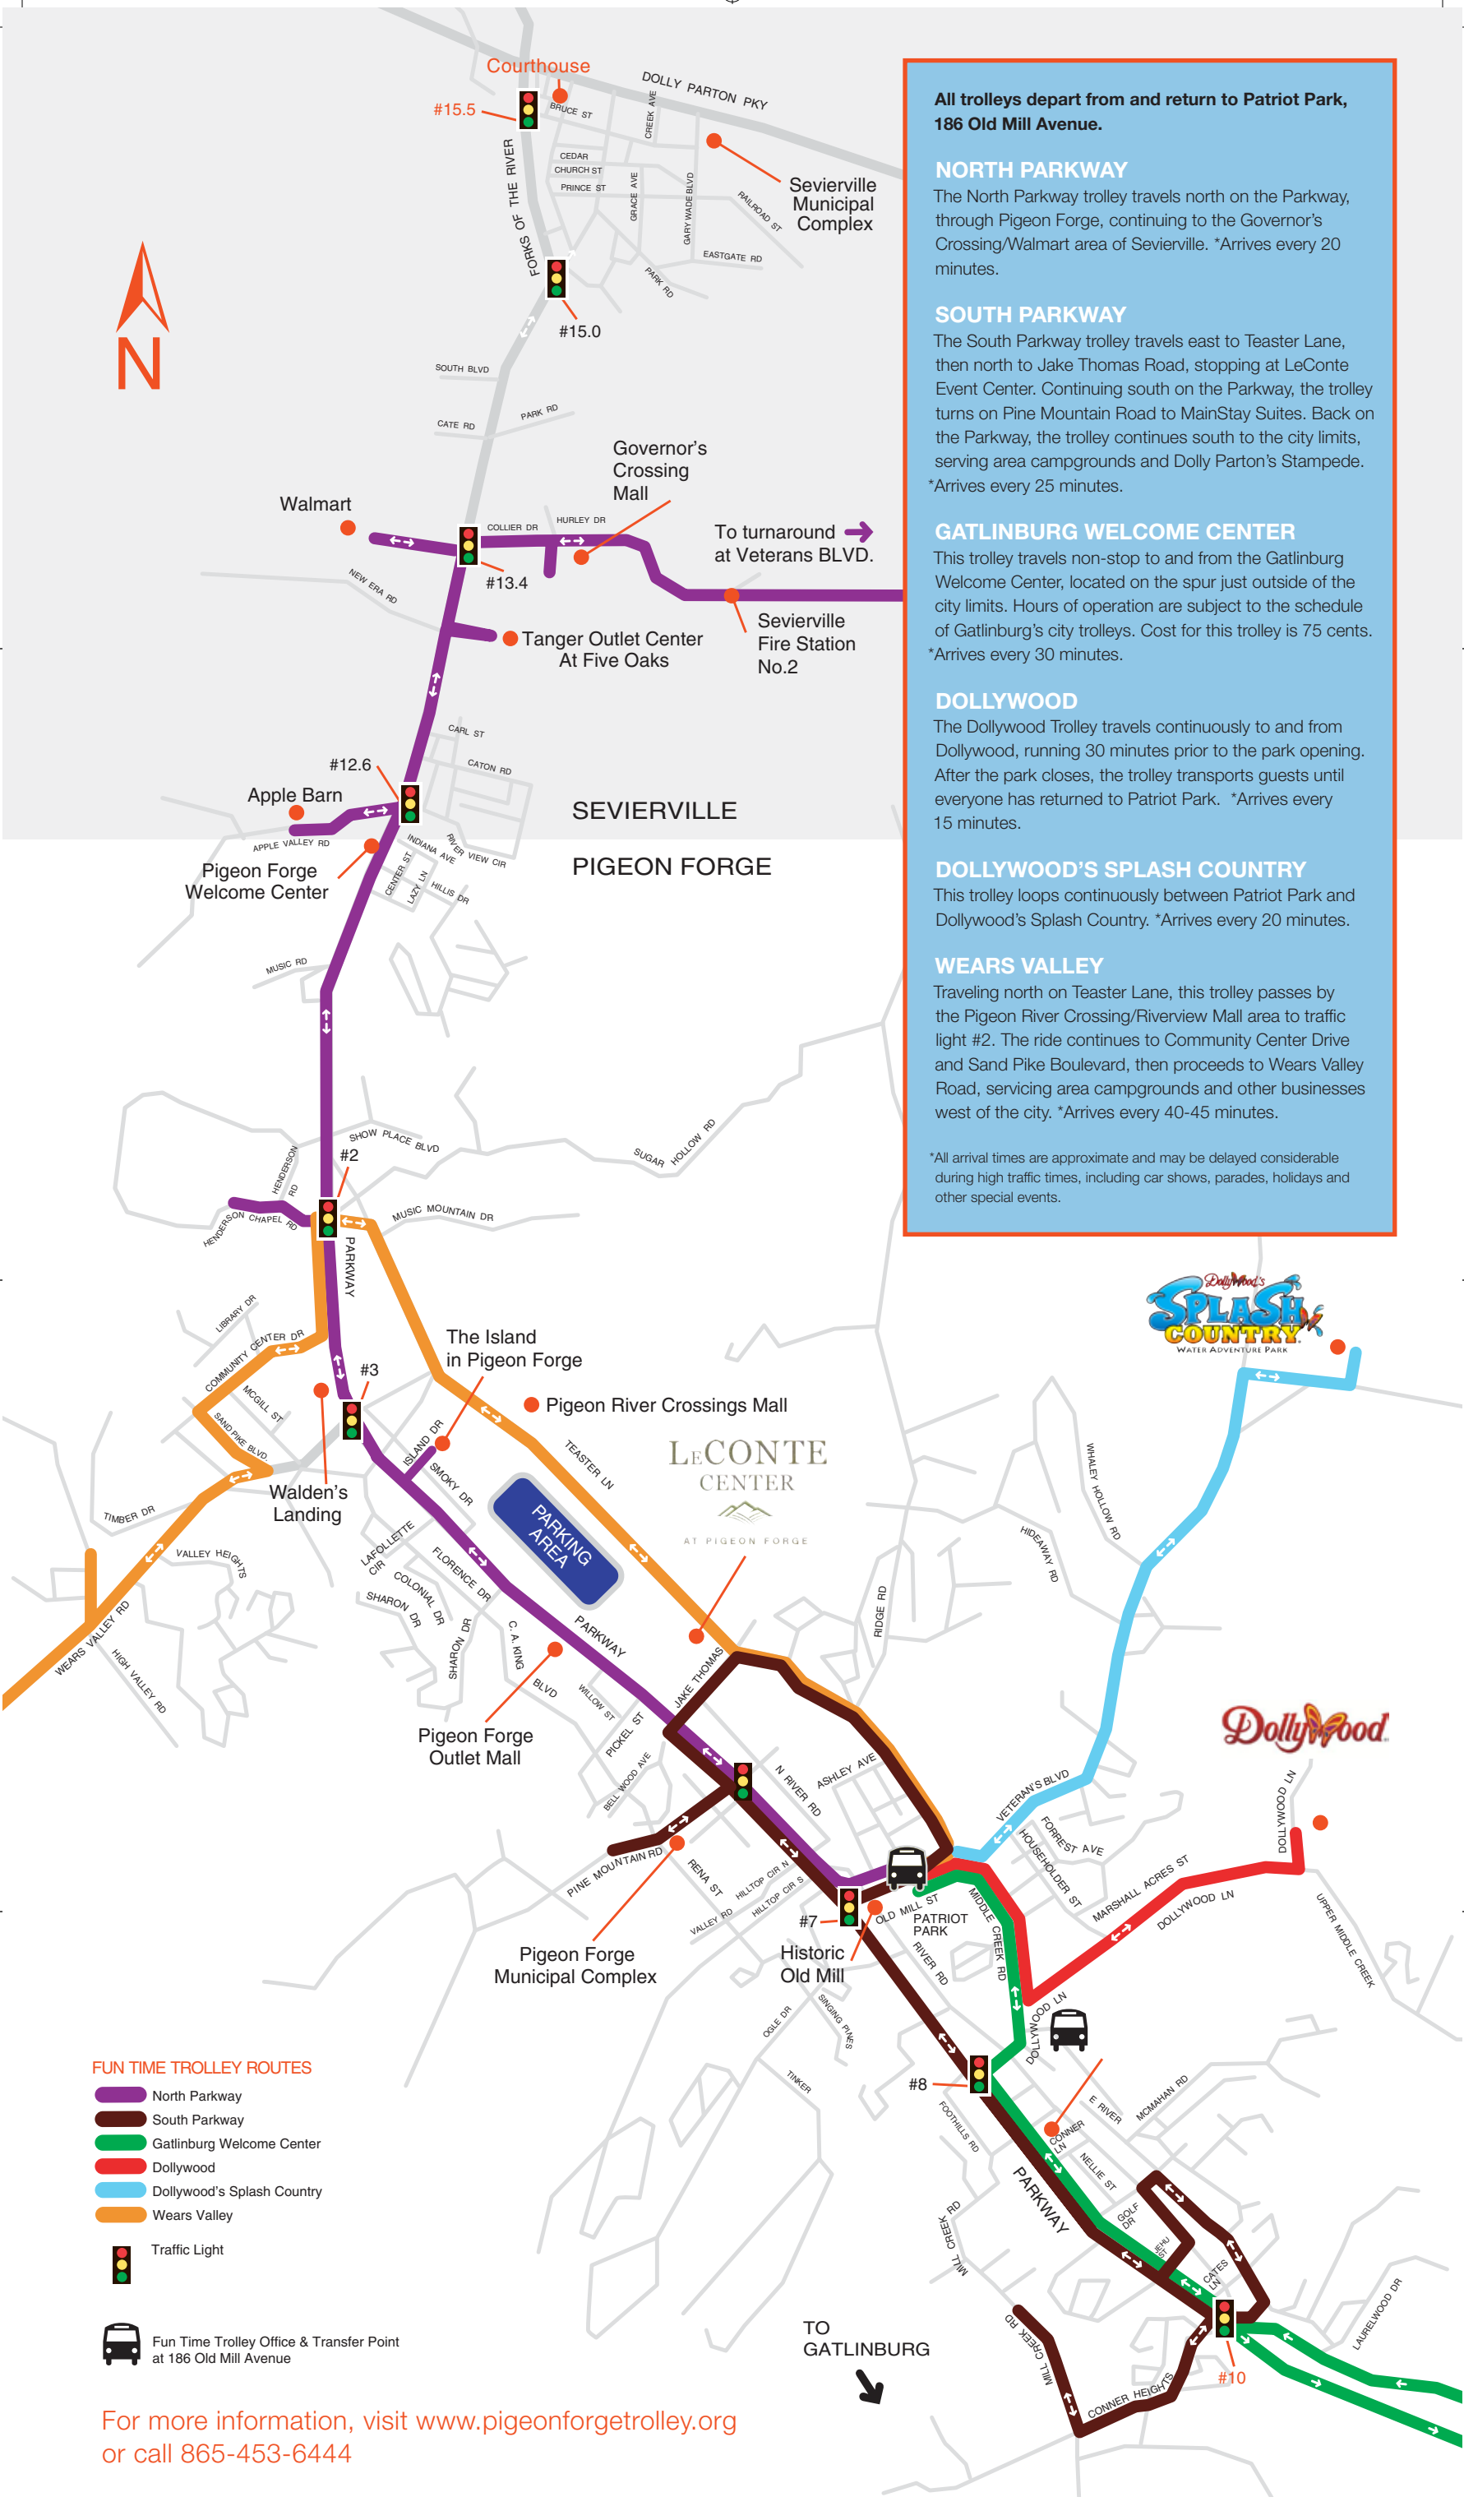 Courthouse
#15.5
DOLLY PARTON PKY
BRUCE ST
CREEK AVE
CEDAR
CHURCH ST
PRINCE ST
GRACE AVE
GARY WADE BLVD
RAILROAD ST
EASTGATE RD
PARK RD
FORKS OF THE RIVER
Sevierville
Municipal
Complex
#15.0
N
SOUTH BLVD
CATE RD
PARK RD
Governor's
Crossing
Mall
Walmart
COLLIER DR
HURLEY DR
To turnaround
at Veterans BLVD.
#13.4
NEW ERA RD
Sevierville
Fire Station
No.2
Tanger Outlet Center
At Five Oaks
CARL ST
CATON RD
#12.6
Apple Barn
APPLE VALLEY RD
SEVIERVILLE
PIGEON FORGE
INDIANA AVE
RIVER VIEW CIR
CENTER ST
LAZY LN
HILLIS DR
Pigeon Forge
Welcome Center
MUSIC RD
All trolleys depart from and return to Patriot Park,
186 Old Mill Avenue.
NORTH PARKWAY
The North Parkway trolley travels north on the Parkway,
through Pigeon Forge, continuing to the Governor's
Crossing/Walmart area of Sevierville. *Arrives every 20
minutes.
SOUTH PARKWAY
The South Parkway trolley travels east to Teaster Lane,
then north to Jake Thomas Road, stopping at LeConte
Event Center. Continuing south on the Parkway, the trolley
turns on Pine Mountain Road to MainStay Suites. Back on
the Parkway, the trolley continues south to the city limits,
serving area campgrounds and Dolly Parton's Stampede.
*Arrives every 25 minutes.
GATLINBURG WELCOME CENTER
This trolley travels non-stop to and from the Gatlinburg
Welcome Center, located on the spur just outside of the
city limits. Hours of operation are subject to the schedule
of Gatlinburg's city trolleys. Cost for this trolley is 75 cents.
*Arrives every 30 minutes.
DOLLYWOOD
The Dollywood Trolley travels continuously to and from
Dollywood, running 30 minutes prior to the park opening.
After the park closes, the trolley transports guests until
everyone has returned to Patriot Park. *Arrives every
15 minutes.
DOLLYWOOD'S SPLASH COUNTRY
This trolley loops continuously between Patriot Park and
Dollywood's Splash Country. *Arrives every 20 minutes.
WEARS VALLEY
Traveling north on Teaster Lane, this trolley passes by
the Pigeon River Crossing/Riverview Mall area to traffic
light #2. The ride continues to Community Center Drive
and Sand Pike Boulevard, then proceeds to Wears Valley
Road, servicing area campgrounds and other businesses
west of the city. *Arrives every 40-45 minutes.
*All arrival times are approximate and may be delayed considerable
during high traffic times, including car shows, parades, holidays and
other special events.
SHOW PLACE BLVD
#2
HENDERSON
RD
HENDERSON CHAPEL RD
MUSIC MOUNTAIN DR
SUGAR HOLLOW RD
PARKWAY
LIBRARY DR
COMMUNITY CENTER DR
MCGILL ST
SAND PIKE BLVD.
#3
The Island
in Pigeon Forge
Pigeon River Crossings Mall
ISLAND DR
SMOKY DR
TEASTER LN
LECONTE
CENTER
AT PIGEON FORGE
Dollywood's
SPLASH
COUNTRY
WATER ADVENTURE PARK
WHALEY HOLLOW RD
HIDEAWAY RD
RIDGE RD
Walden's
Landing
TIMBER DR
VALLEY HEIGHTS
WEARS VALLEY RD
HIGH VALLEY RD
PARKING
AREA
LAFOLLETTE
CIR
FLORENCE DR
COLONIAL DR
SHARON DR
SHARON DR
C. A. KING
BLVD
PARKWAY
WILLOW ST
PICKEL ST
JAKE THOMAS
BELL WOOD AVE
Pigeon Forge
Outlet Mall
N RIVER RD
ASHLEY AVE
PINE MOUNTAIN RD
RENA ST
HILLTOP CIR N
HILLTOP CIR S
VALLEY RD
Pigeon Forge
Municipal Complex
#7
OLD MILL ST
PATRIOT
PARK
Historic
Old Mill
RIVER RD
MIDDLE CREEK RD
VETERAN'S BLVD
FORREST AVE
HOUSEHOLDER ST
MARSHALL ACRES ST
DOLLYWOOD LN
Dollywood
DOLLYWOOD LN
UPPER MIDDLE CREEK
DOLLYWOOD LN
OGLE DR
SINGING PINES
TINKER
#8
FOOTHILLS RD
E RIVER
MCMAHAN RD
CONNER
LN
NELLIE ST
PARKWAY
MILL CREEK RD
GOLF
DR
JEHU
ST
CATES
LN
LAURELWOOD DR
MILL CREEK RD
CONNER HEIGHTS
#10
TO
GATLINBURG
FUN TIME TROLLEY ROUTES
North Parkway
South Parkway
Gatlinburg Welcome Center
Dollywood
Dollywood's Splash Country
Wears Valley
Traffic Light
Fun Time Trolley Office & Transfer Point
at 186 Old Mill Avenue
For more information, visit www.pigeonforgetrolley.org
or call 865-453-6444